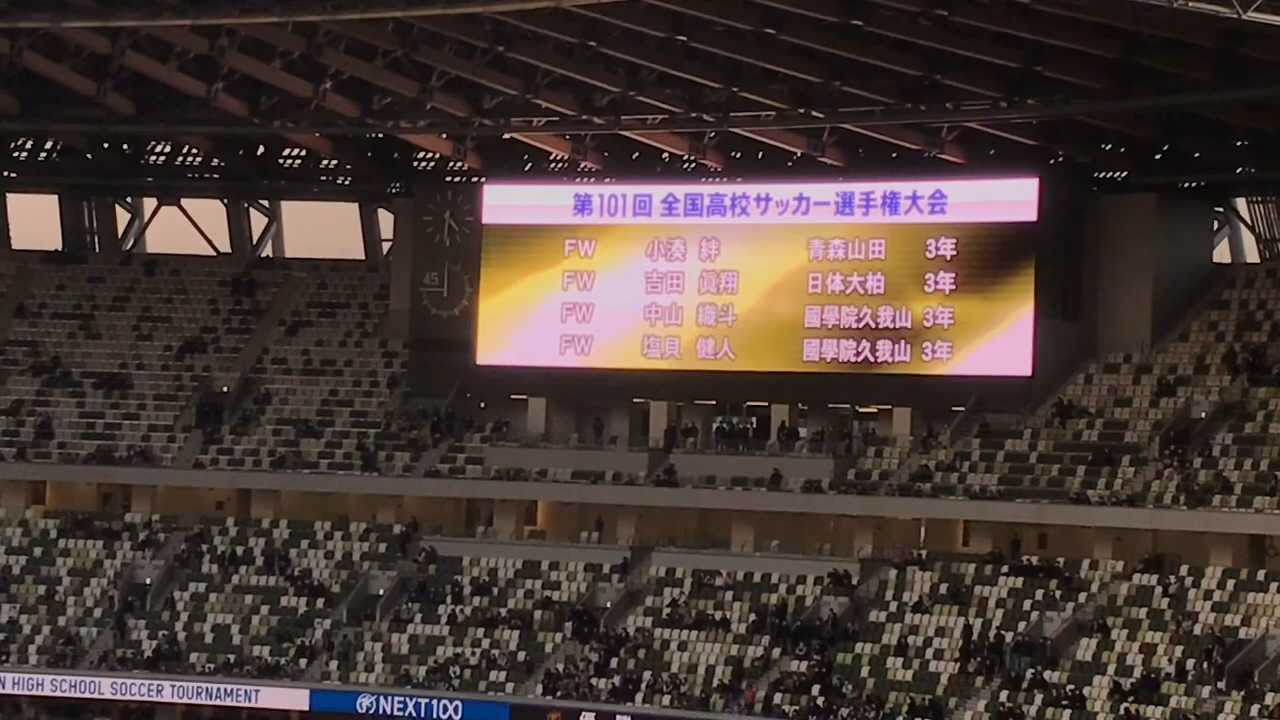 第101回 全国高校サッカー選手権大会
FW 小湊 絆 青森山田 3年
FW 吉田 眞翔 日体大柏 3年
FW 中山 織斗 國學院久我山 3年
FW 塩貝 健人 國學院久我山 3年
45
N HIGH SCHOOL SOCCER TOURNAMENT
NEXT100